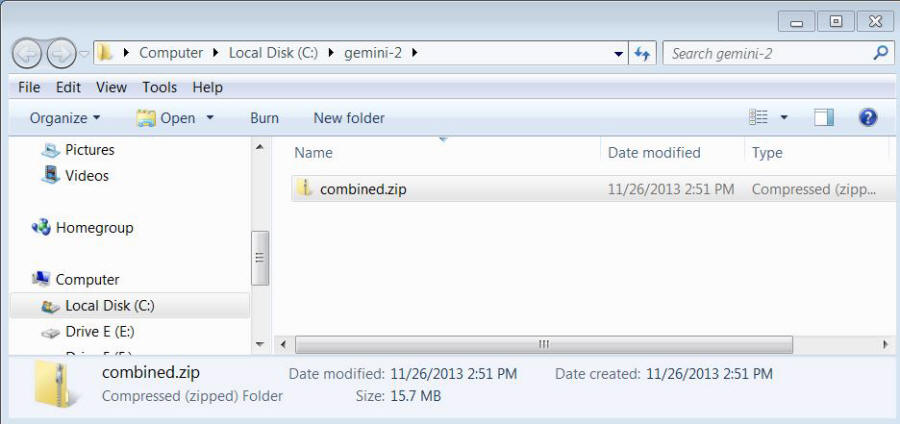 Computer Local Disk (C:) gemini-2 Search gemini-2
File Edit View Tools Help
Organize Open Burn New folder
Name Date modified Type
Pictures
Videos
Homegroup
Computer
Local Disk (C:)
Drive E (E:)
combined.zip 11/26/2013 2:51 PM Compressed (zipp...
combined.zip Date modified: 11/26/2013 2:51 PM Date created: 11/26/2013 2:51 PM
Compressed (zipped) Folder Size: 15.7 MB